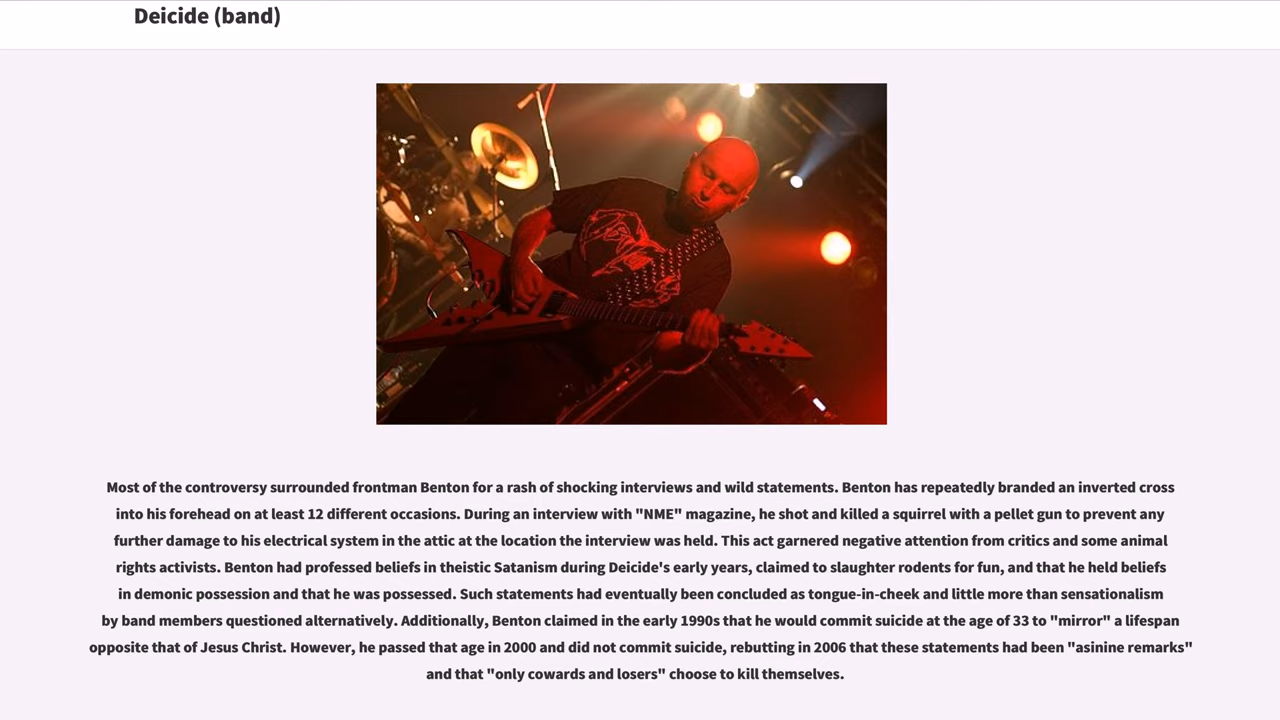 Deicide (band)
Most of the controversy surrounded frontman Benton for a rash of shocking interviews and wild statements. Benton has repeatedly branded an inverted cross
into his forehead on at least 12 different occasions. During an interview with "NME" magazine, he shot and killed a squirrel with a pellet gun to prevent any
further damage to his electrical system in the attic at the location the interview was held. This act garnered negative attention from critics and some animal
rights activists. Benton had professed beliefs in theistic Satanism during Deicide's early years, claimed to slaughter rodents for fun, and that he held beliefs
in demonic possession and that he was possessed. Such statements had eventually been concluded as tongue-in-cheek and little more than sensationalism
by band members questioned alternatively. Additionally, Benton claimed in the early 1990s that he would commit suicide at the age of 33 to "mirror" a lifespan
opposite that of Jesus Christ. However, he passed that age in 2000 and did not commit suicide, rebutting in 2006 that these statements had been "asinine remarks"
and that "only cowards and losers" choose to kill themselves.